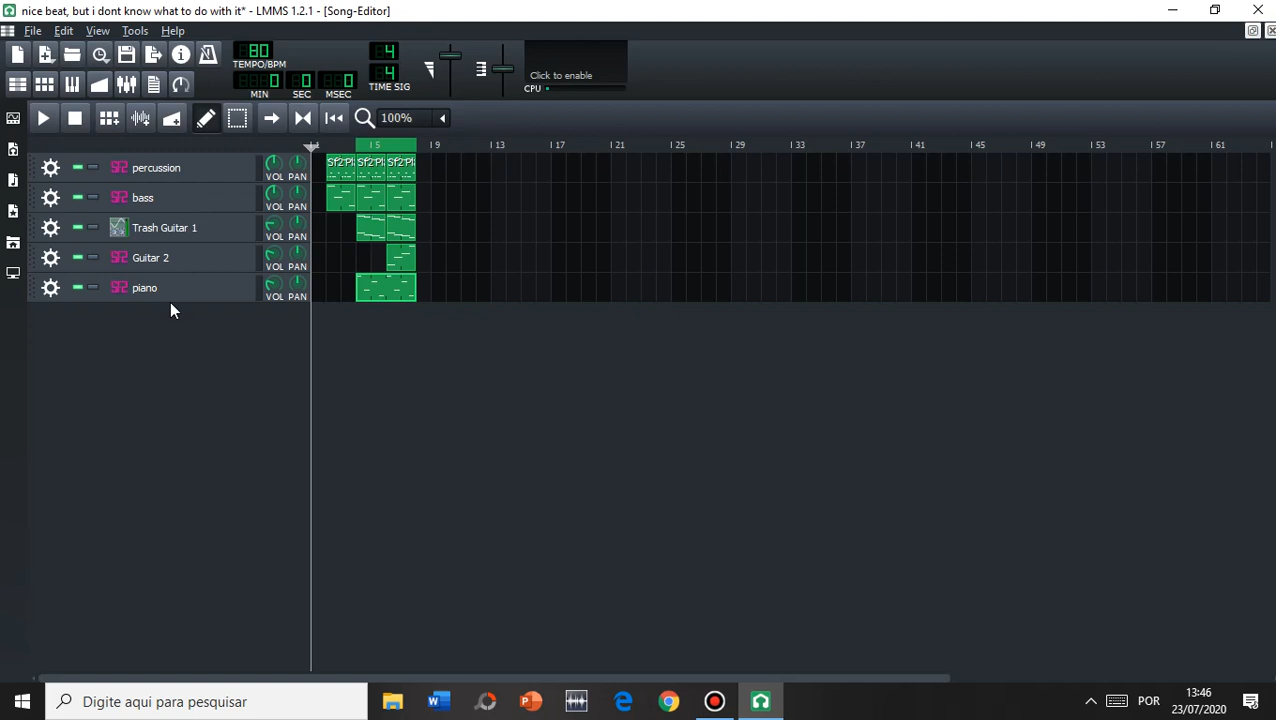 nice beat, but i dont know what to do with it* - LMMS 1.2.1 - [Song-Editor]
File Edit View Tools Help
80
TEMPO/BPM
4
4
TIME SIG
0 0 0
MIN SEC MSEC
Click to enable
CPU
100%
5 9 13 17 21 25 29 33 37 41 45 49 53 57 61
percussion VOL PAN Sf2 Pl Sf2 Pl Sf2 Pl
bass VOL PAN
Trash Guitar 1 VOL PAN
Guitar 2 VOL PAN
piano VOL PAN
Digite aqui para pesquisar
POR
13:46
23/07/2020